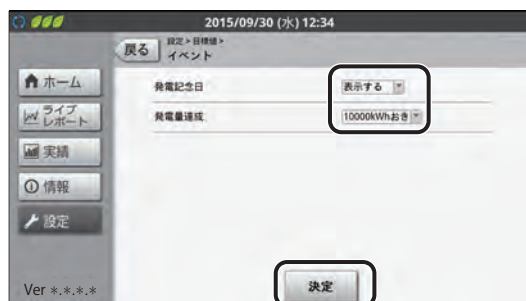 2015/09/30 (水) 12:34
戻る
設定>目標値>
イベント
ホーム
ライブ
レポート
実績
情報
設定
Ver *.*.*.*
発電記念日
表示する
発電量達成
10000kWhおき
決定